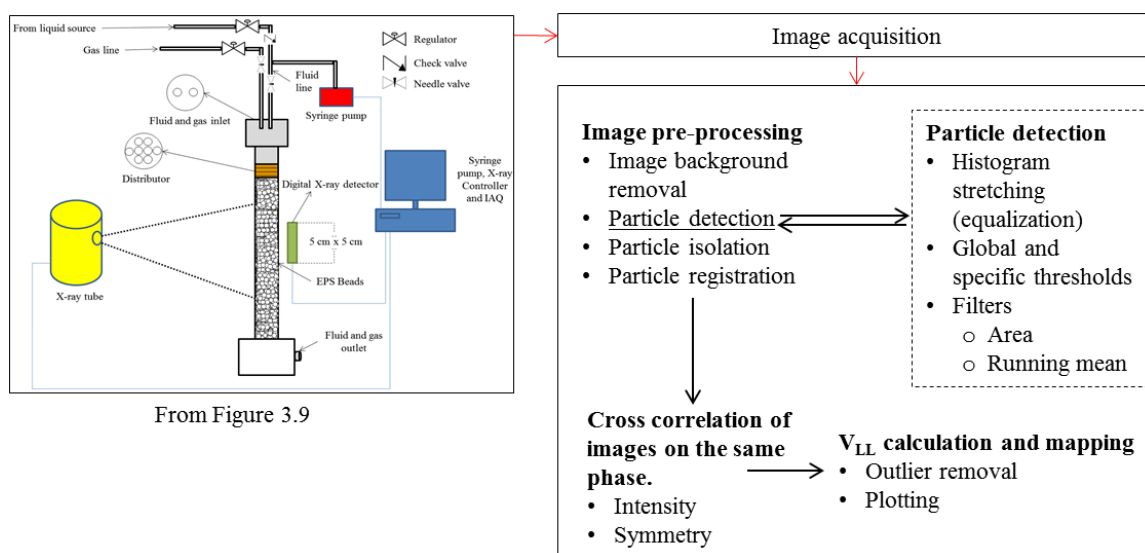 From liquid source
Gas line
Fluid and gas inlet
Distributor
X-ray tube
Fluid
line
Regulator
Check valve
Needle valve
Syringe pump
Digital X-ray detector
5 cm x 5 cm
EPS Beads
Fluid and gas
outlet
Syringe
pump, X-ray
Controller
and IAQ
From Figure 3.9
Image acquisition
Image pre-processing
• Image background
removal
• Particle detection
• Particle isolation
• Particle registration
Particle detection
• Histogram
stretching
(equalization)
• Global and
specific thresholds
• Filters
o Area
o Running mean
Cross correlation of
images on the same
phase.
• Intensity
• Symmetry
V_LL calculation and mapping
• Outlier removal
• Plotting